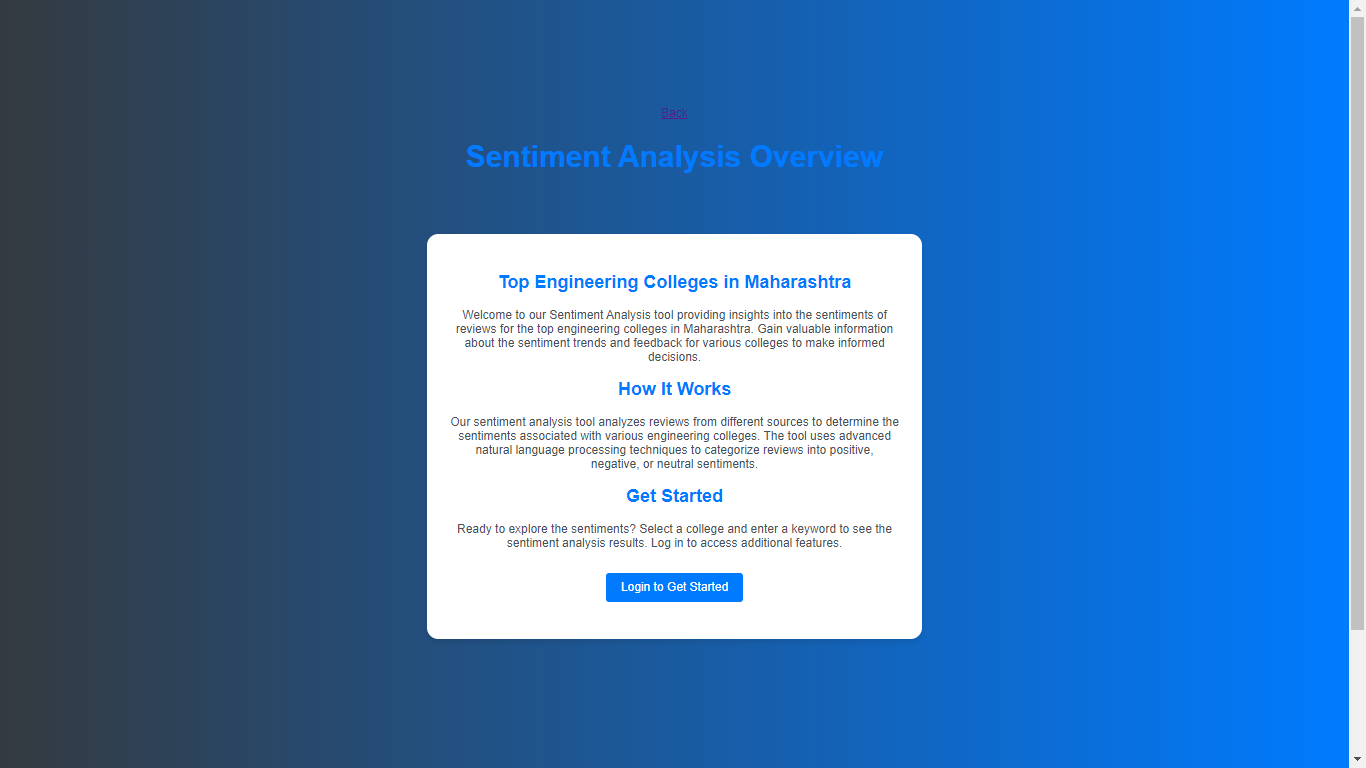 Back
Sentiment Analysis Overview
Top Engineering Colleges in Maharashtra
Welcome to our Sentiment Analysis tool providing insights into the sentiments of
reviews for the top engineering colleges in Maharashtra. Gain valuable information
about the sentiment trends and feedback for various colleges to make informed
decisions.
How It Works
Our sentiment analysis tool analyzes reviews from different sources to determine the
sentiments associated with various engineering colleges. The tool uses advanced
natural language processing techniques to categorize reviews into positive,
negative, or neutral sentiments.
Get Started
Ready to explore the sentiments? Select a college and enter a keyword to see the
sentiment analysis results. Log in to access additional features.
Login to Get Started